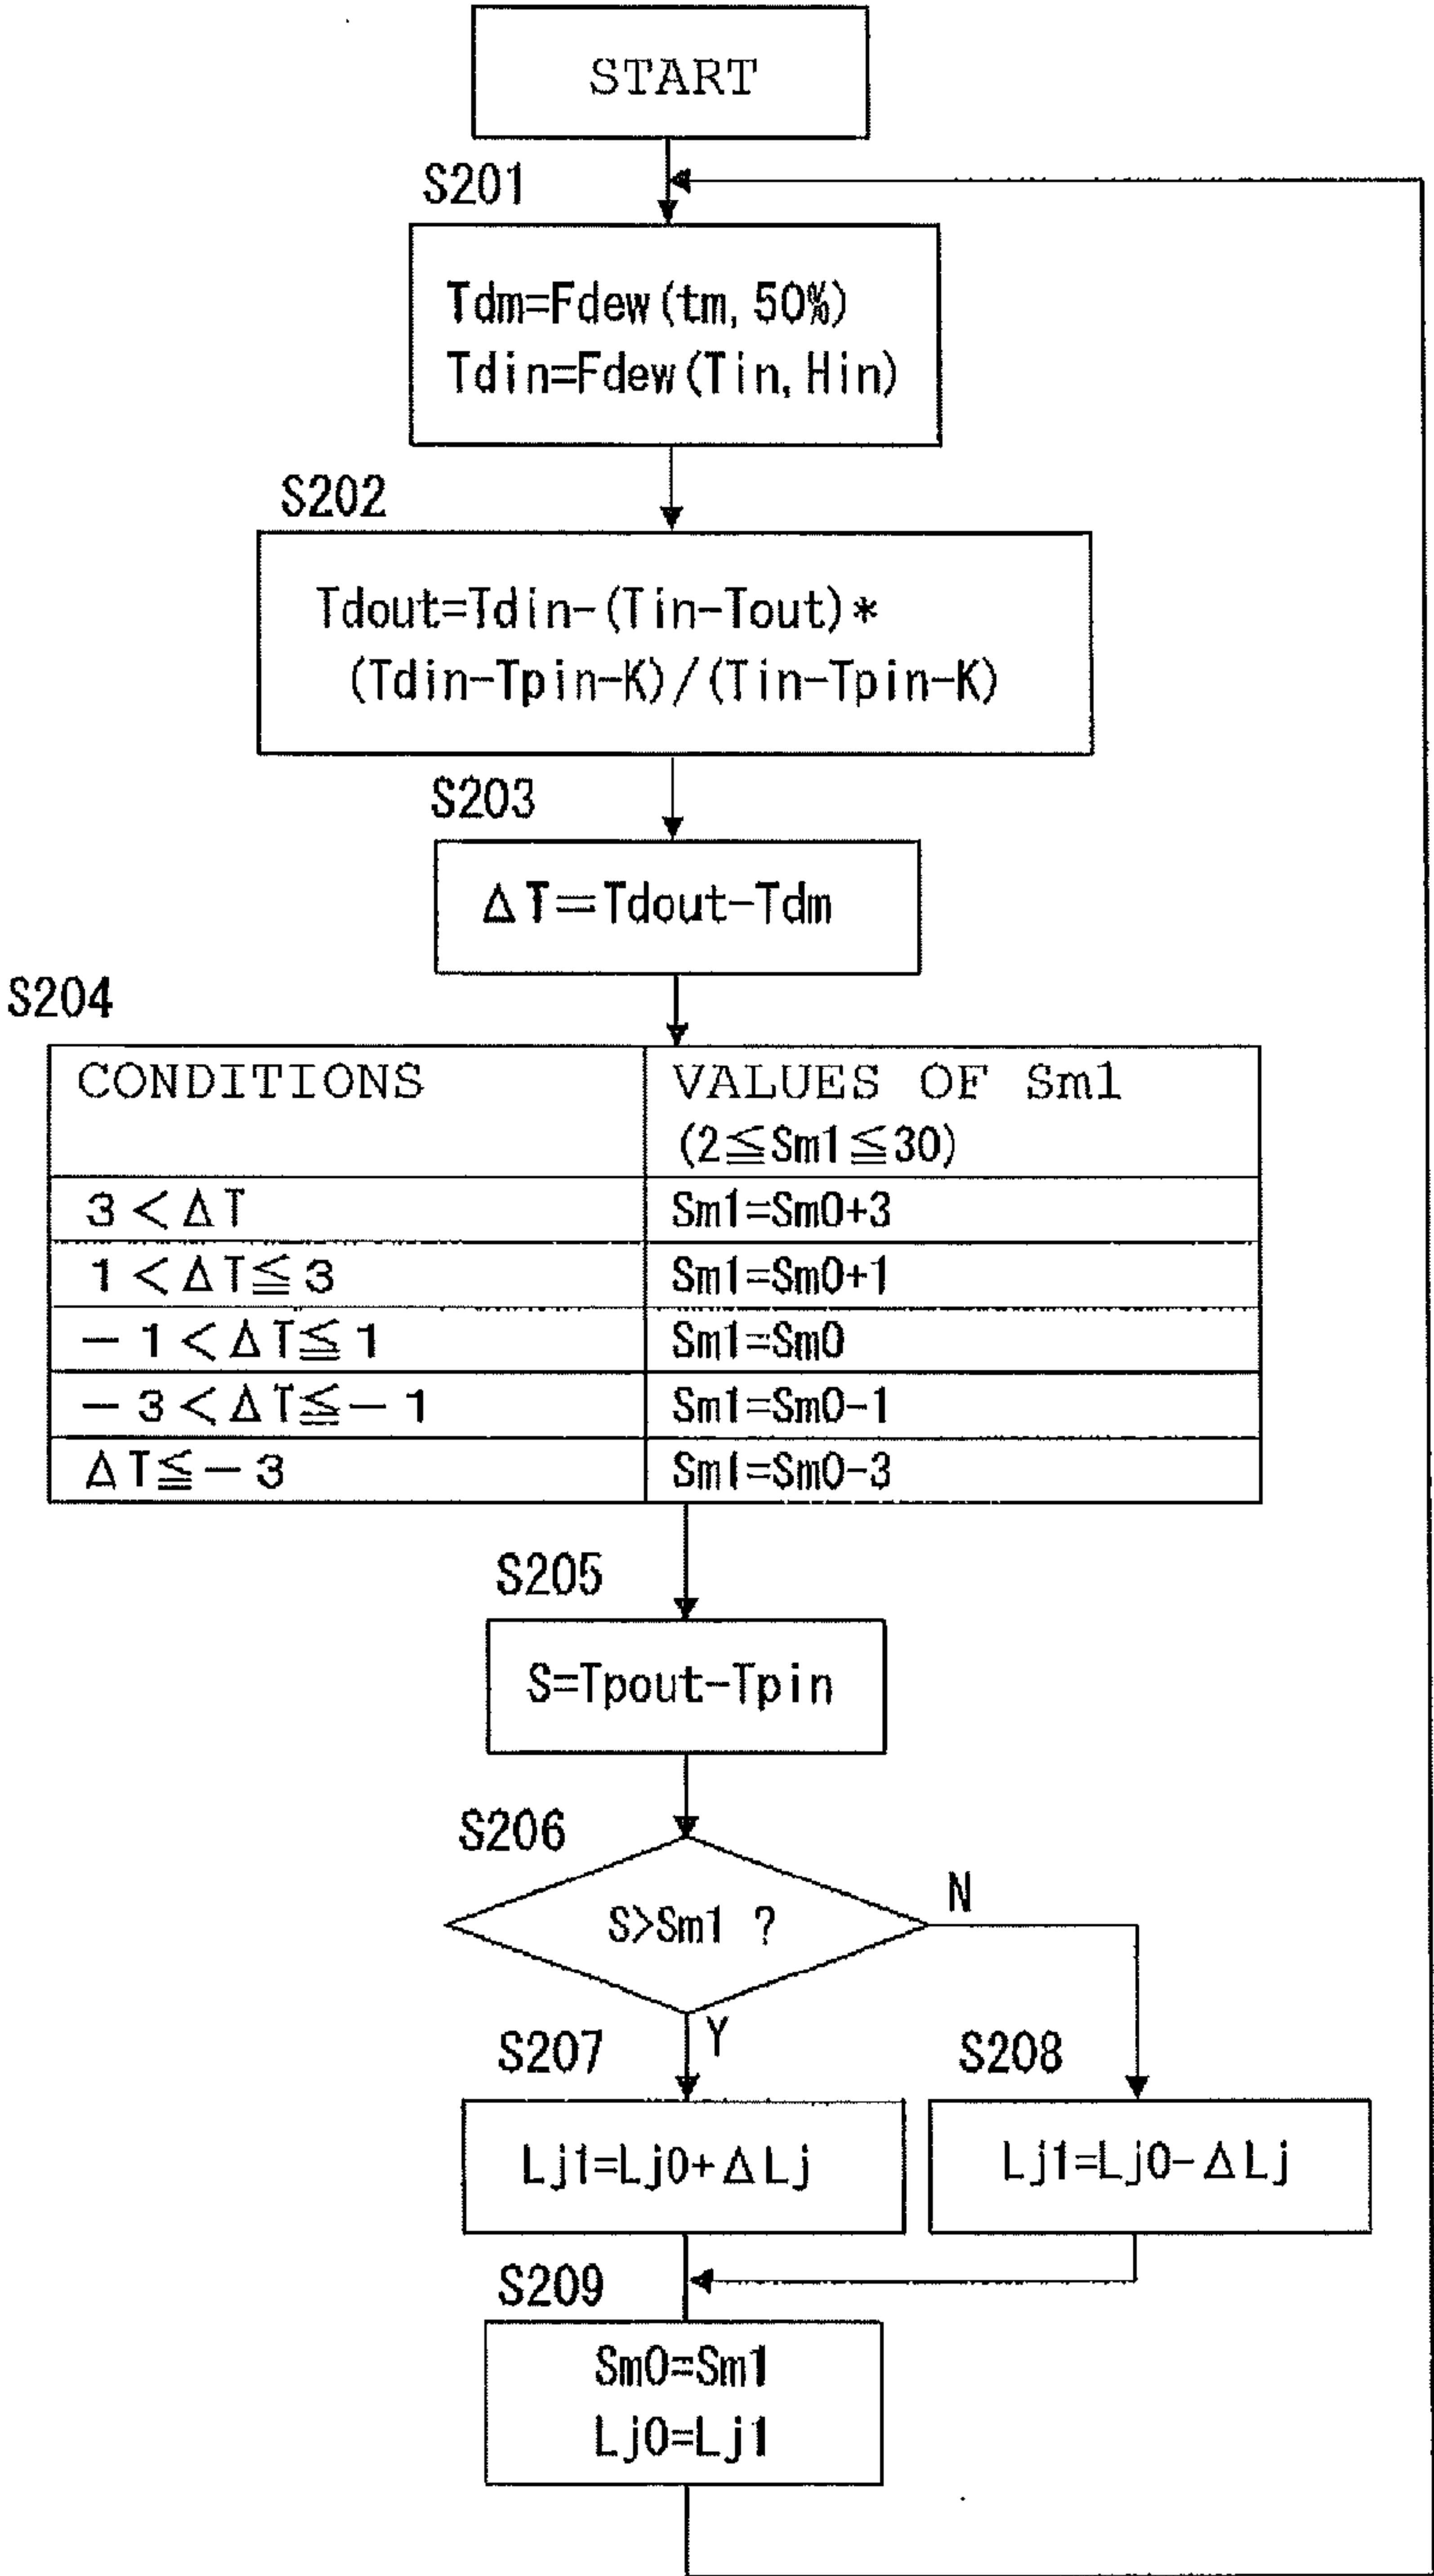 START
S201
Tdm=Fdew(tm, 50%)
Tdin=Fdew(Tin, Hin)
S202
Tdout=Tdin-(Tin-Tout)*
(Tdin-Tpin-K)/(Tin-Tpin-K)
S203
ΔT=Tdout-Tdm
S204
CONDITIONS VALUES OF Sm1
(2≦Sm1≦30)
3<ΔT Sm1=Sm0+3
1<ΔT≦3 Sm1=Sm0+1
-1<ΔT≦1 Sm1=Sm0
-3<ΔT≦-1 Sm1=Sm0-1
ΔT≦-3 Sm1=Sm0-3
S205
S=Tpout-Tpin
S206
S>Sm1 ?
N
Y
S207
S208
Lj1=Lj0+ΔLj
Lj1=Lj0-ΔLj
S209
Sm0=Sm1
Lj0=Lj1